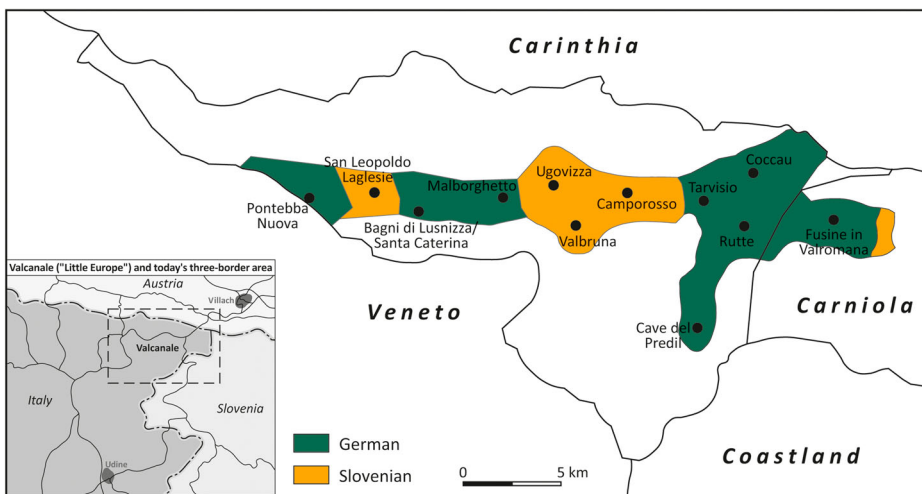 Carinthia
San Leopoldo
Laglesie
Ugovizza
Coccau
Malborghetto
Tarvisio
Camporosso
Pontebba
Nuova
Bagni di Lusnizza/
Santa Caterina
Valbruna
Rutte
Fusine in
Valromana
Valcanale ("Little Europe") and today's three-border area
Austria
Villach
Veneto
Carniola
Cave del
Predil
Valcanale
Italy
Slovenia
Udine
German
Slovenian
0
5 km
Coastland